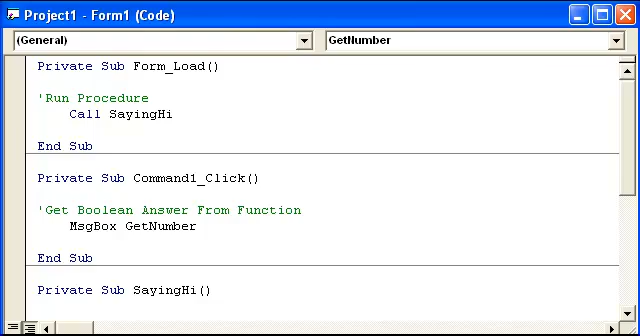 Project1 - Form1 (Code)
(General) GetNumber
Private Sub Form_Load()
'Run Procedure
Call SayingHi
End Sub
Private Sub Command1_Click()
'Get Boolean Answer From Function
MsgBox GetNumber
End Sub
Private Sub SayingHi()